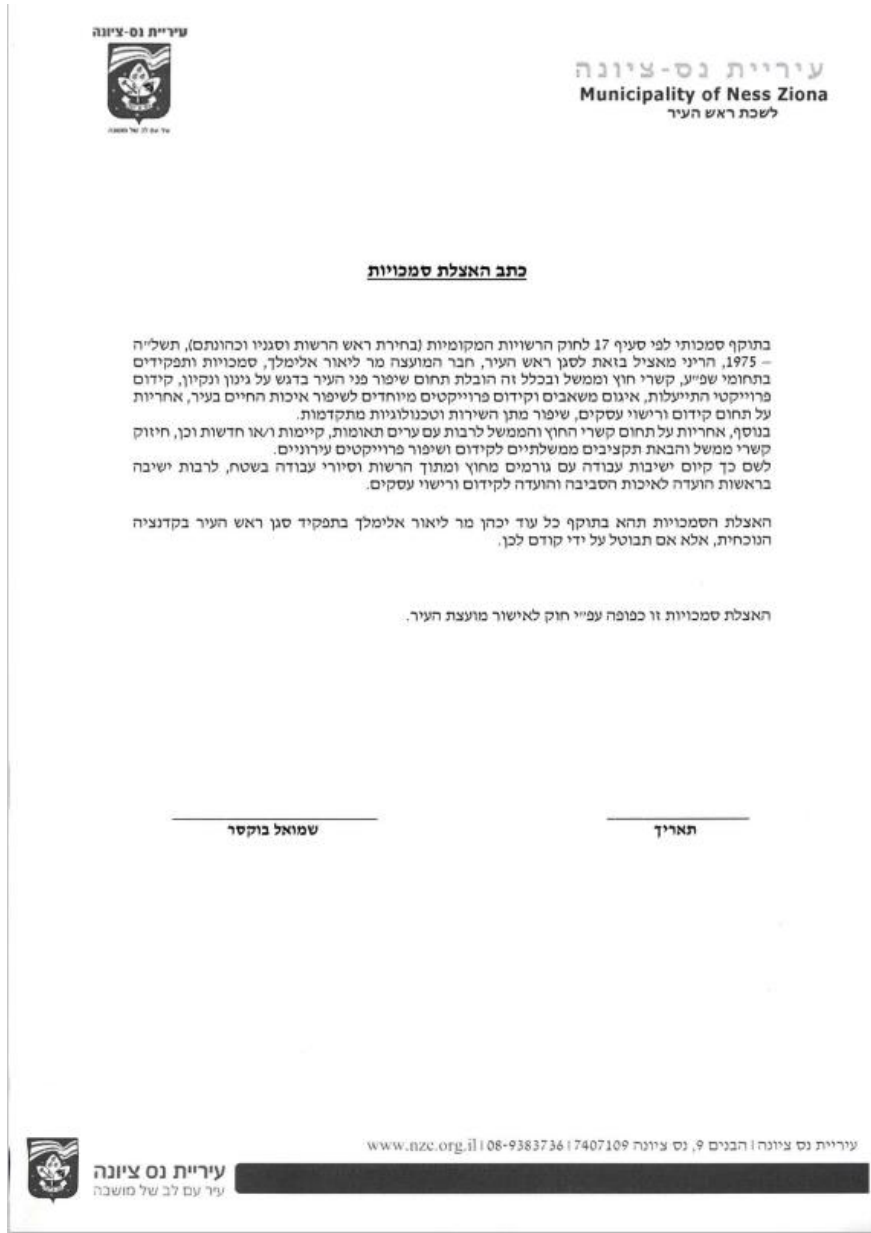 עיריית נס-ציונה
עיר עם לב של מושבה
עיריית נס-ציונה
Municipality of Ness Ziona
לשכת ראש העיר
כתב האצלת סמכויות
בתוקף סמכותי לפי סעיף 17 לחוק הרשויות המקומיות (בחירת ראש הרשות וסגניו וכהונתם), תשל״ה
– 1975, הריני מאציל בזאת לסגן ראש העיר, חבר המועצה מר ליאור אלימלך, סמכויות ותפקידים
בתחומי שפ״ע, קשרי חוץ וממשל ובכלל זה הובלת תחום שיפור פני העיר בדגש על גינון ונקיון, קידום
פרוייקטי התייעלות, איגום משאבים וקידום פרוייקטים מיוחדים לשיפור איכות החיים בעיר, אחריות
על תחום קידום ורישוי עסקים, שיפור מתן השירות וטכנולוגיות מתקדמות.
בנוסף, אחריות על תחום קשרי החוץ והממשל לרבות עם ערים תאומות, קיימות ו/או חדשות וכן, חיזוק
קשרי ממשל והבאת תקציבים ממשלתיים לקידום ושיפור פרוייקטים עירוניים.
לשם כך קיום ישיבות עבודה עם גורמים מחוץ ומתוך הרשות וסיורי עבודה בשטח, לרבות ישיבה
בראשות הועדה לאיכות הסביבה והועדה לקידום ורישוי עסקים.
האצלת הסמכויות תהא בתוקף כל עוד יכהן מר ליאור אלימלך בתפקיד סגן ראש העיר בקדנציה
הנוכחית, אלא אם תבוטל על ידי קודם לכן.
האצלת סמכויות זו כפופה עפ״י חוק לאישור מועצת העיר.
תאריך
שמואל בוקסר
עיריית נס ציונה | הבנים 9, נס ציונה 7407109 | 08-9383736 | www.nzc.org.il
עיריית נס ציונה
עיר עם לב של מושבה